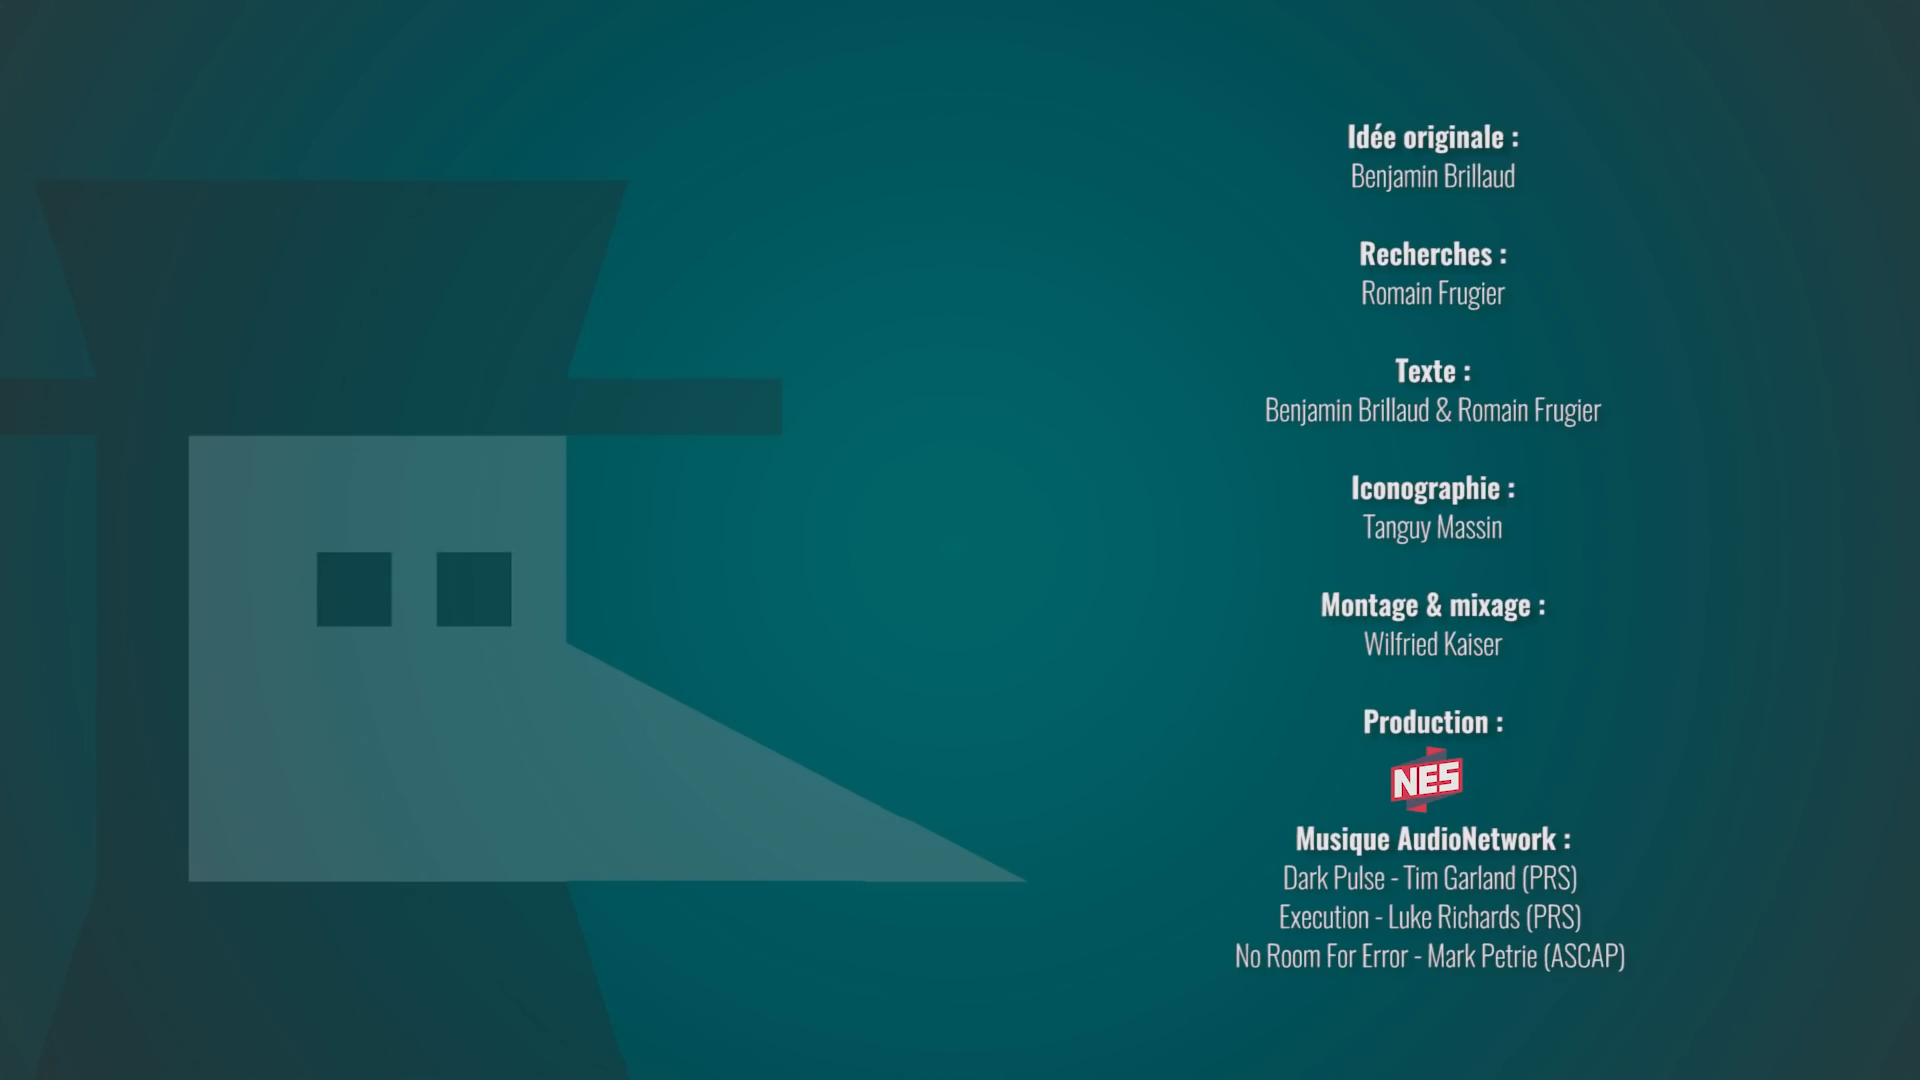 Idée originale :
Benjamin Brillaud
Recherches :
Romain Frugier
Texte :
Benjamin Brillaud & Romain Frugier
Iconographie :
Tanguy Massin
Montage & mixage :
Wilfried Kaiser
Production :
NES
Musique AudioNetwork :
Dark Pulse - Tim Garland (PRS)
Execution - Luke Richards (PRS)
No Room For Error - Mark Petrie (ASCAP)